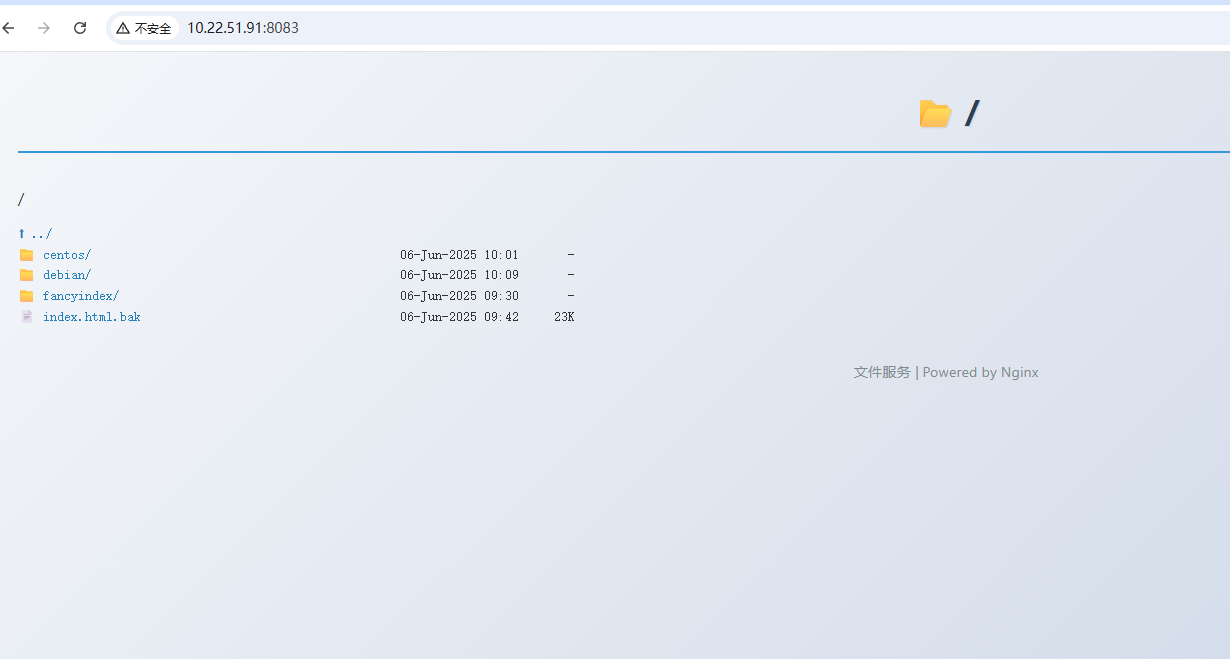 不安全 10.22.51.91:8083
/
/
../
centos/ 06-Jun-2025 10:01 -
debian/ 06-Jun-2025 10:09 -
fancyindex/ 06-Jun-2025 09:30 -
index.html.bak 06-Jun-2025 09:42 23K
文件服务 | Powered by Nginx